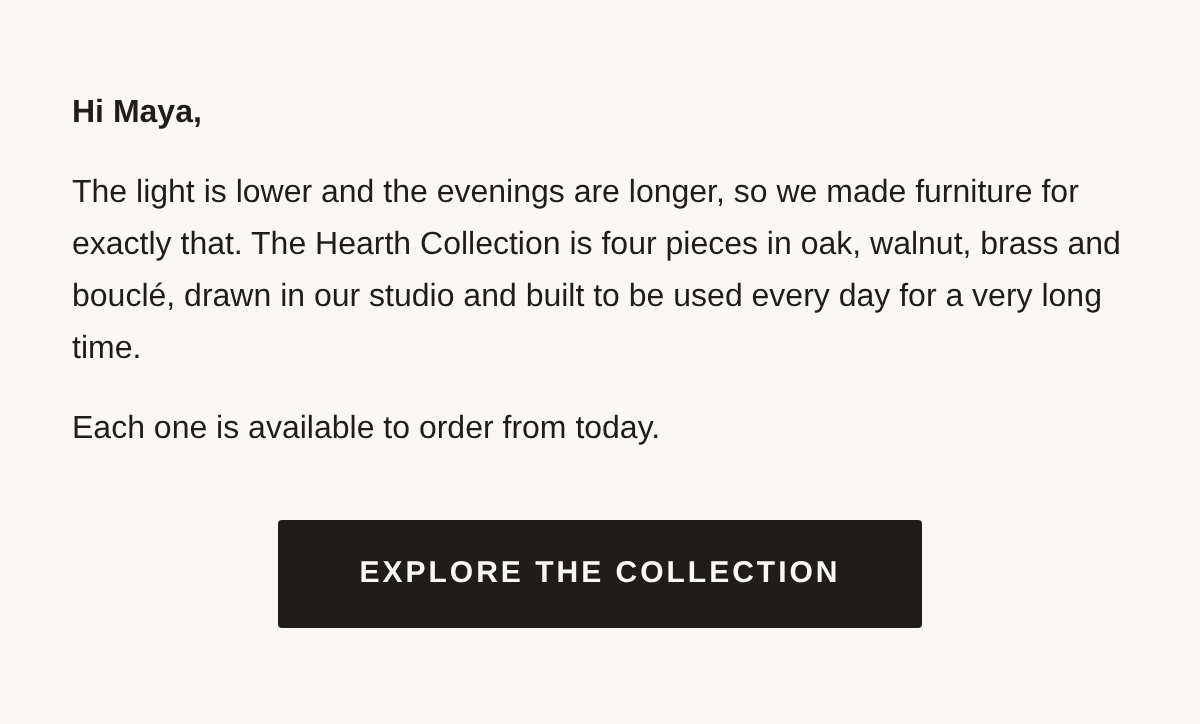 Hi Maya,
The light is lower and the evenings are longer, so we made furniture for
exactly that. The Hearth Collection is four pieces in oak, walnut, brass and
bouclé, drawn in our studio and built to be used every day for a very long
time.
Each one is available to order from today.
EXPLORE THE COLLECTION